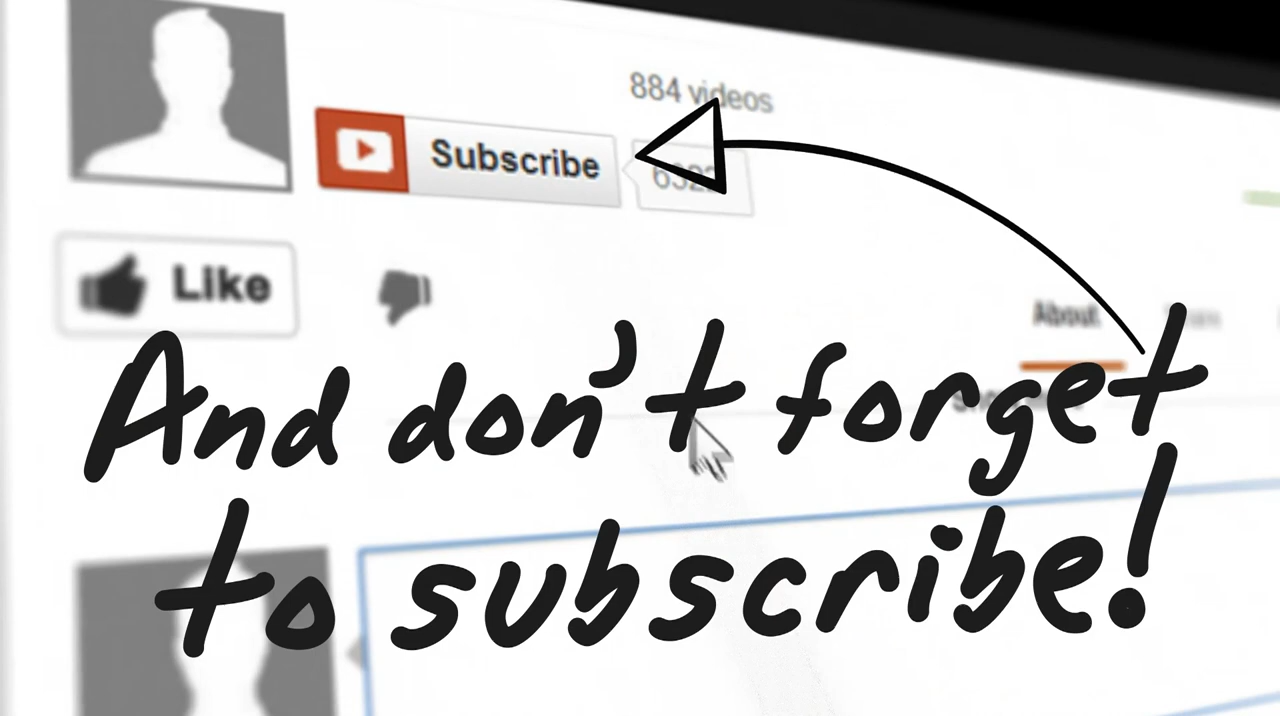 884 videos
Subscribe
Like
About
And don't forget
to subscribe!